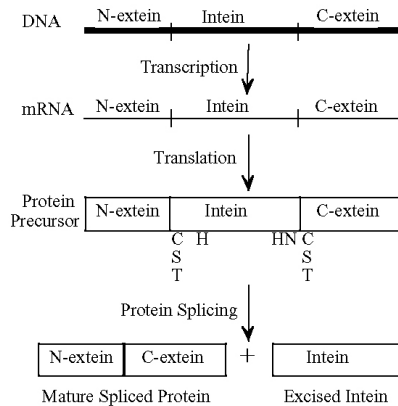 DNA N-extein Intein C-extein
Transcription
mRNA N-extein Intein C-extein
Translation
Protein
Precursor N-extein Intein C-extein
C H HN C
S S
T T
Protein Splicing
N-extein C-extein + Intein
Mature Spliced Protein Excised Intein